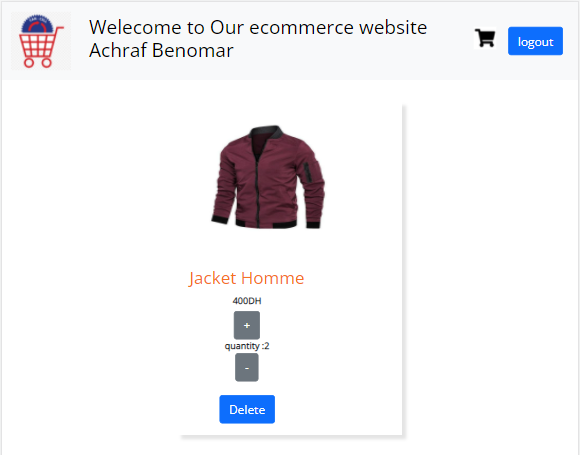 Welecome to Our ecommerce website
Achraf Benomar
logout
Jacket Homme
400DH
+
quantity :2
-
Delete